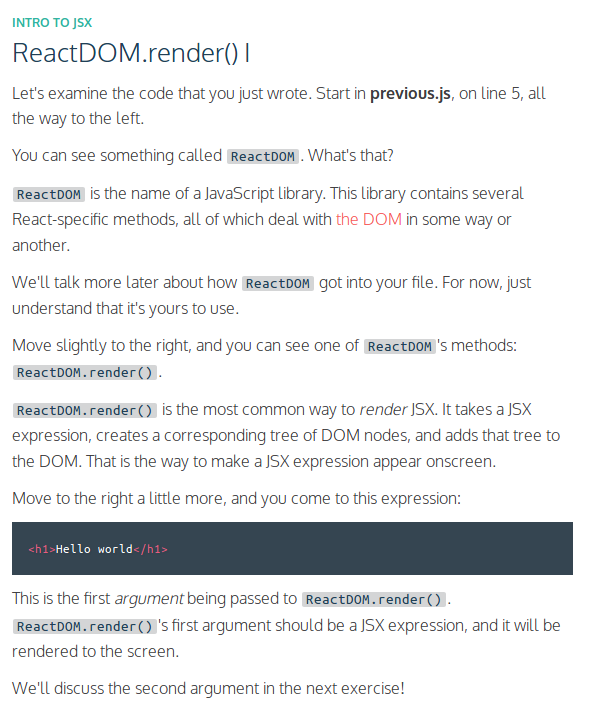 INTRO TO JSX
ReactDOM.render() I
Let's examine the code that you just wrote. Start in previous.js, on line 5, all
the way to the left.
You can see something called ReactDOM. What's that?
ReactDOM is the name of a JavaScript library. This library contains several
React-specific methods, all of which deal with the DOM in some way or
another.
We'll talk more later about how ReactDOM got into your file. For now, just
understand that it's yours to use.
Move slightly to the right, and you can see one of ReactDOM's methods:
ReactDOM.render().
ReactDOM.render() is the most common way to render JSX. It takes a JSX
expression, creates a corresponding tree of DOM nodes, and adds that tree to
the DOM. That is the way to make a JSX expression appear onscreen.
Move to the right a little more, and you come to this expression:
<h1>Hello world</h1>
This is the first argument being passed to ReactDOM.render().
ReactDOM.render()'s first argument should be a JSX expression, and it will be
rendered to the screen.
We'll discuss the second argument in the next exercise!